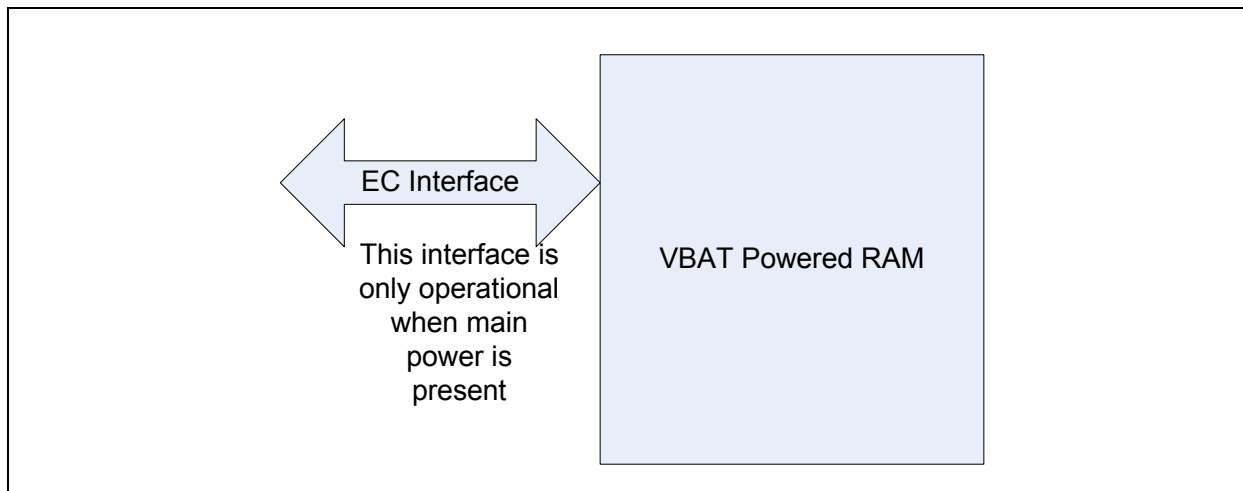 EC Interface
This interface is
only operational
when main
power is
present
VBAT Powered RAM